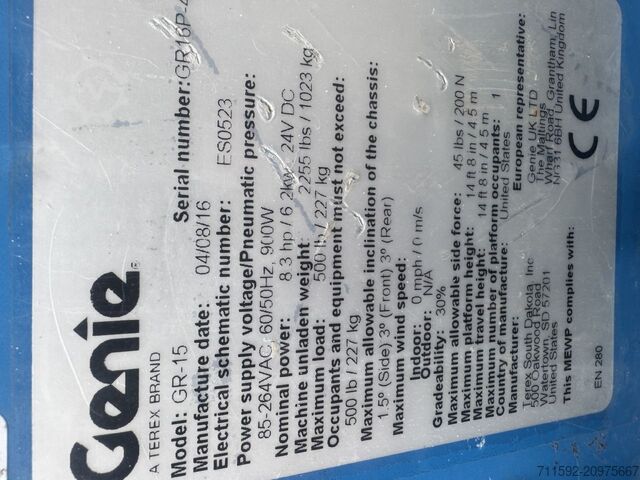 Genie
A TEREX BRAND
Model: GR-15 Serial number: GR16P-4
Manufacture date: 04/08/16
Electrical schematic number: ES0523
Power supply voltage/Pneumatic pressure:
85-264VAC, 60/50Hz, 900W
Nominal power: 8.3 hp / 6.2kw, 24V DC
Machine unladen weight: 2255 lbs / 1023 kg
Maximum load: 500 lb / 227 kg
Occupants and equipment must not exceed:
500 lb / 227 kg
Maximum allowable inclination of the chassis:
1.5º (Side) 3º (Front) 3º (Rear)
Maximum wind speed:
Indoor: 0 mph / 0 m/s
Outdoor: N/A
Gradeability: 30%
Maximum allowable side force: 45 lbs / 200 N
Maximum platform height: 14 ft 8 in / 4.5 m
Maximum travel height: 14 ft 8 in / 4.5 m
Maximum number of platform occupants: 1
Country of manufacture: United States
Manufacturer:
Terex South Dakota, Inc
500 Oakwood Road
Watertown, SD 57201
United States
European representative:
Genie UK LTD
The Maltings
Wharf Road, Grantham, Lin
NG31 6BH United Kingdom
This MEWP complies with:
EN 280
CE
711592-20975667